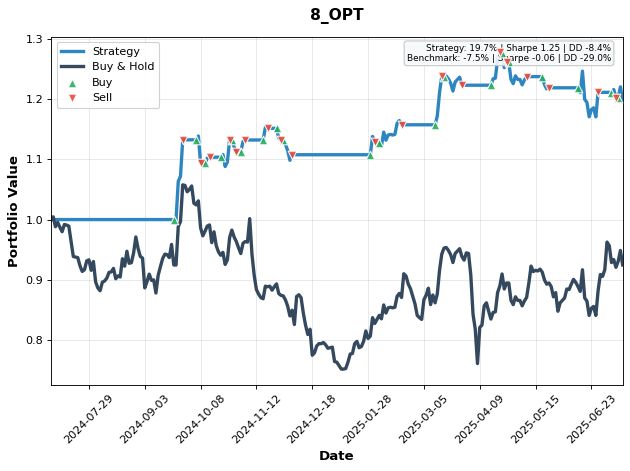 8_OPT
Strategy: 19.7% | Sharpe 1.25 | DD -8.4%
Benchmark: -7.5% | Sharpe -0.06 | DD -29.0%
Strategy
Buy & Hold
Buy
Sell
Portfolio Value
1.3
1.2
1.1
1.0
0.9
0.8
2024-07-29
2024-09-03
2024-10-08
2024-11-12
2024-12-18
2025-01-28
2025-03-05
2025-04-09
2025-05-15
2025-06-23
Date